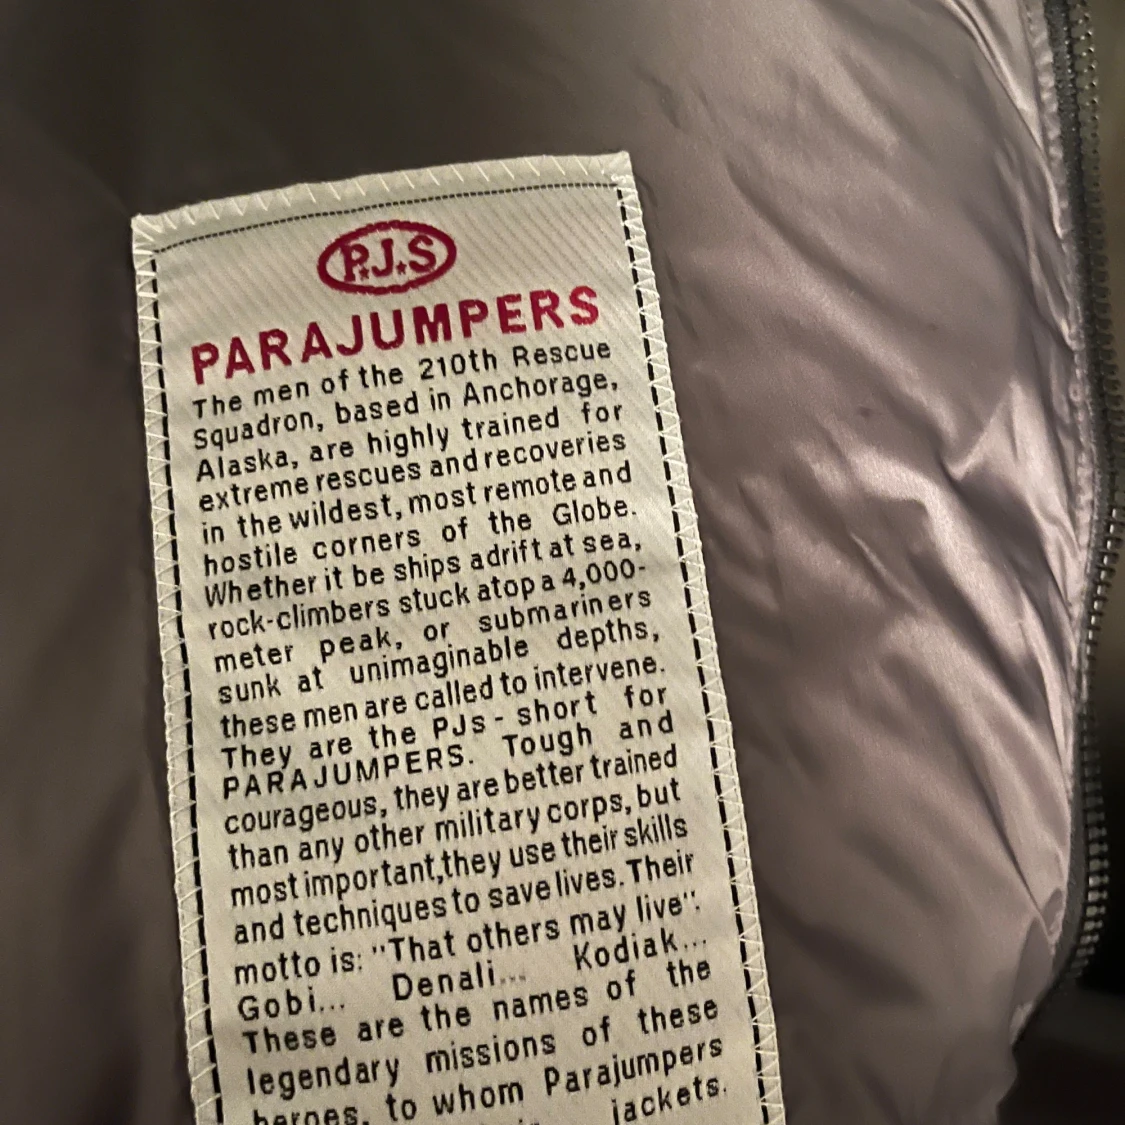 P.J.S
PARAJUMPERS
The men of the 210th Rescue
Squadron, based in Anchorage,
Alaska, are highly trained for
extreme rescues and recoveries
in the wildest, most remote and
hostile corners of the Globe.
Whether it be ships adrift at sea,
rock-climbers stuck atop a 4,000-
meter peak, or submariners
sunk at unimaginable depths,
these men are called to intervene.
They are the PJs - short for
PARAJUMPERS. Tough and
courageous, they are better trained
than any other military corps, but
most important,they use their skills
and techniques to save lives. Their
motto is: "That others may live".
Gobi... Denali... Kodiak...
These are the names of the
legendary missions of these
heroes, to whom Parajumpers
jackets.